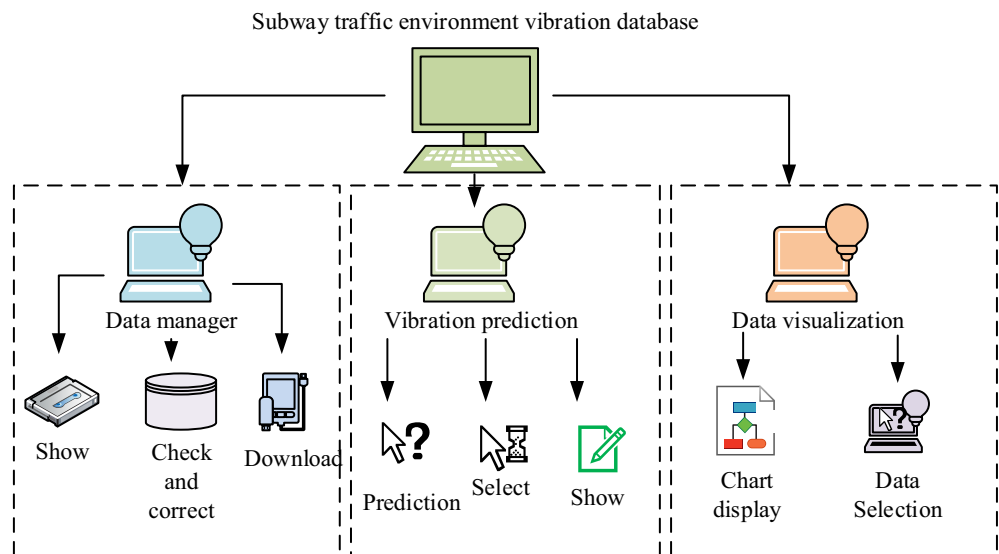 Subway traffic environment vibration database
Data manager
Show
Check
and
correct
Download
Vibration prediction
?
Prediction
Select
Show
Data visualization
Chart
display
?
Data
Selection